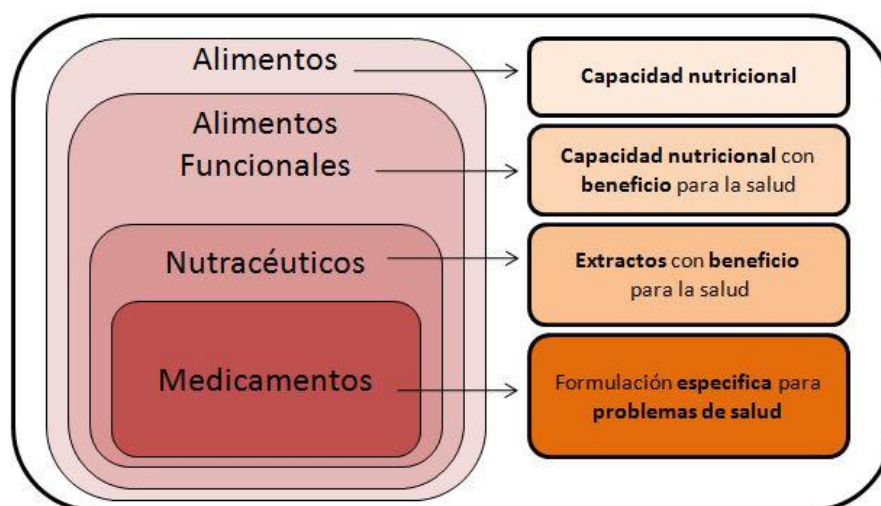 Alimentos
Capacidad nutricional
Alimentos
Funcionales
Capacidad nutricional con
beneficio para la salud
Nutracéuticos
Extractos con beneficio
para la salud
Medicamentos
Formulación especifica para
problemas de salud